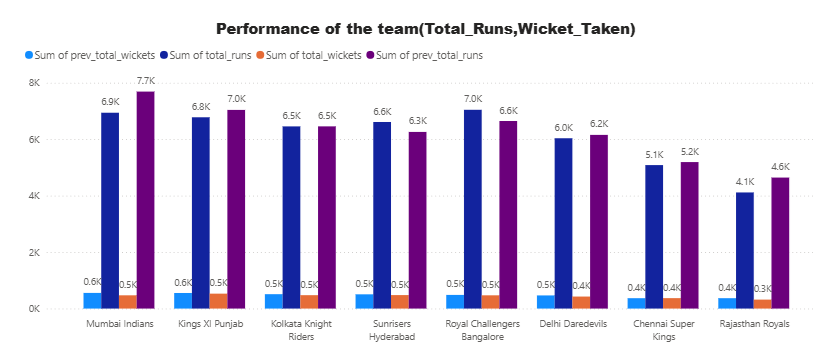 Performance of the team(Total_Runs,Wicket_Taken)
Sum of prev_total_wickets Sum of total_runs Sum of total_wickets Sum of prev_total_runs
8K
6K
4K
2K
0K
0.6K 6.9K 0.5K 7.7K
0.6K 6.8K 0.5K 7.0K
0.5K 6.5K 0.5K 6.5K
0.5K 6.6K 0.5K 6.3K
0.5K 7.0K 0.5K 6.6K
0.5K 6.0K 0.4K 6.2K
0.4K 5.1K 0.4K 5.2K
0.4K 4.1K 0.3K 4.6K
Mumbai Indians
Kings XI Punjab
Kolkata Knight
Riders
Sunrisers
Hyderabad
Royal Challengers
Bangalore
Delhi Daredevils
Chennai Super
Kings
Rajasthan Royals